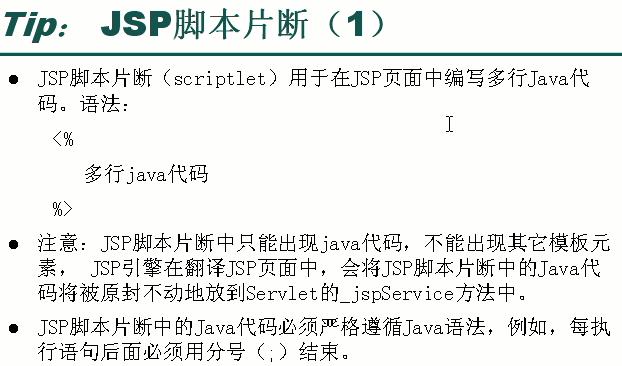 Tip： JSP脚本片断（1）
● JSP脚本片断（scriptlet）用于在JSP页面中编写多行Java代
码。语法：
<%
多行java代码
%>
● 注意：JSP脚本片断中只能出现java代码，不能出现其它模板元
素， JSP引擎在翻译JSP页面中，会将JSP脚本片断中的Java代
码将被原封不动地放到Servlet的_jspService方法中。
● JSP脚本片断中的Java代码必须严格遵循Java语法，例如，每执
行语句后面必须用分号（;）结束。